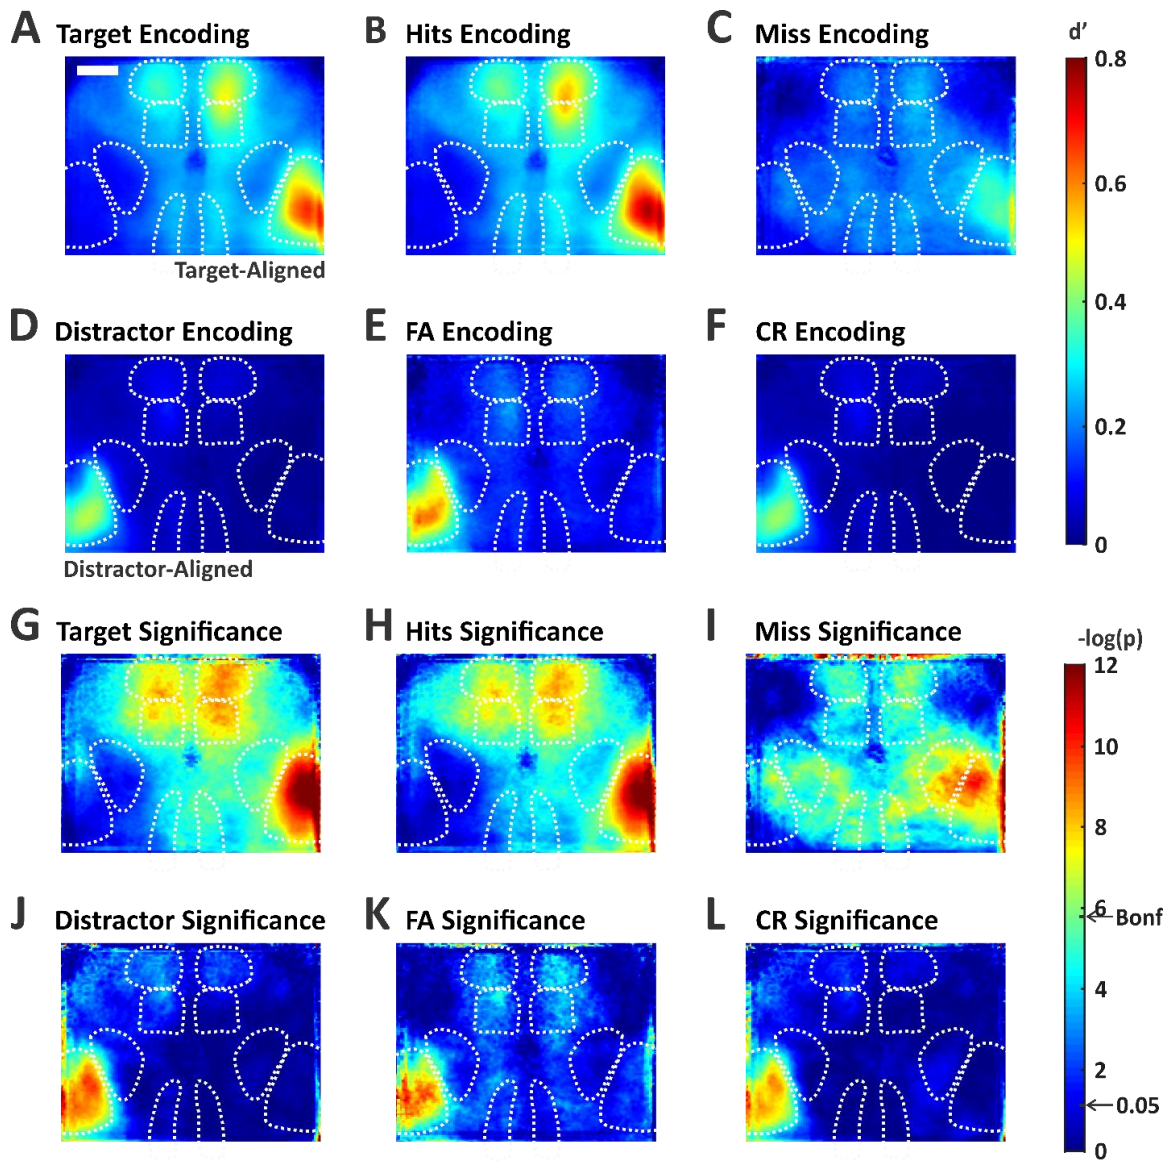 A Target Encoding
B Hits Encoding
C Miss Encoding
d’
0.8
0.6
0.4
0.2
0
Target-Aligned
D Distractor Encoding
E FA Encoding
F CR Encoding
Distractor-Aligned
G Target Significance
H Hits Significance
I Miss Significance
-log(p)
12
10
8
6
Bonf
4
2
0.05
0
J Distractor Significance
K FA Significance
L CR Significance